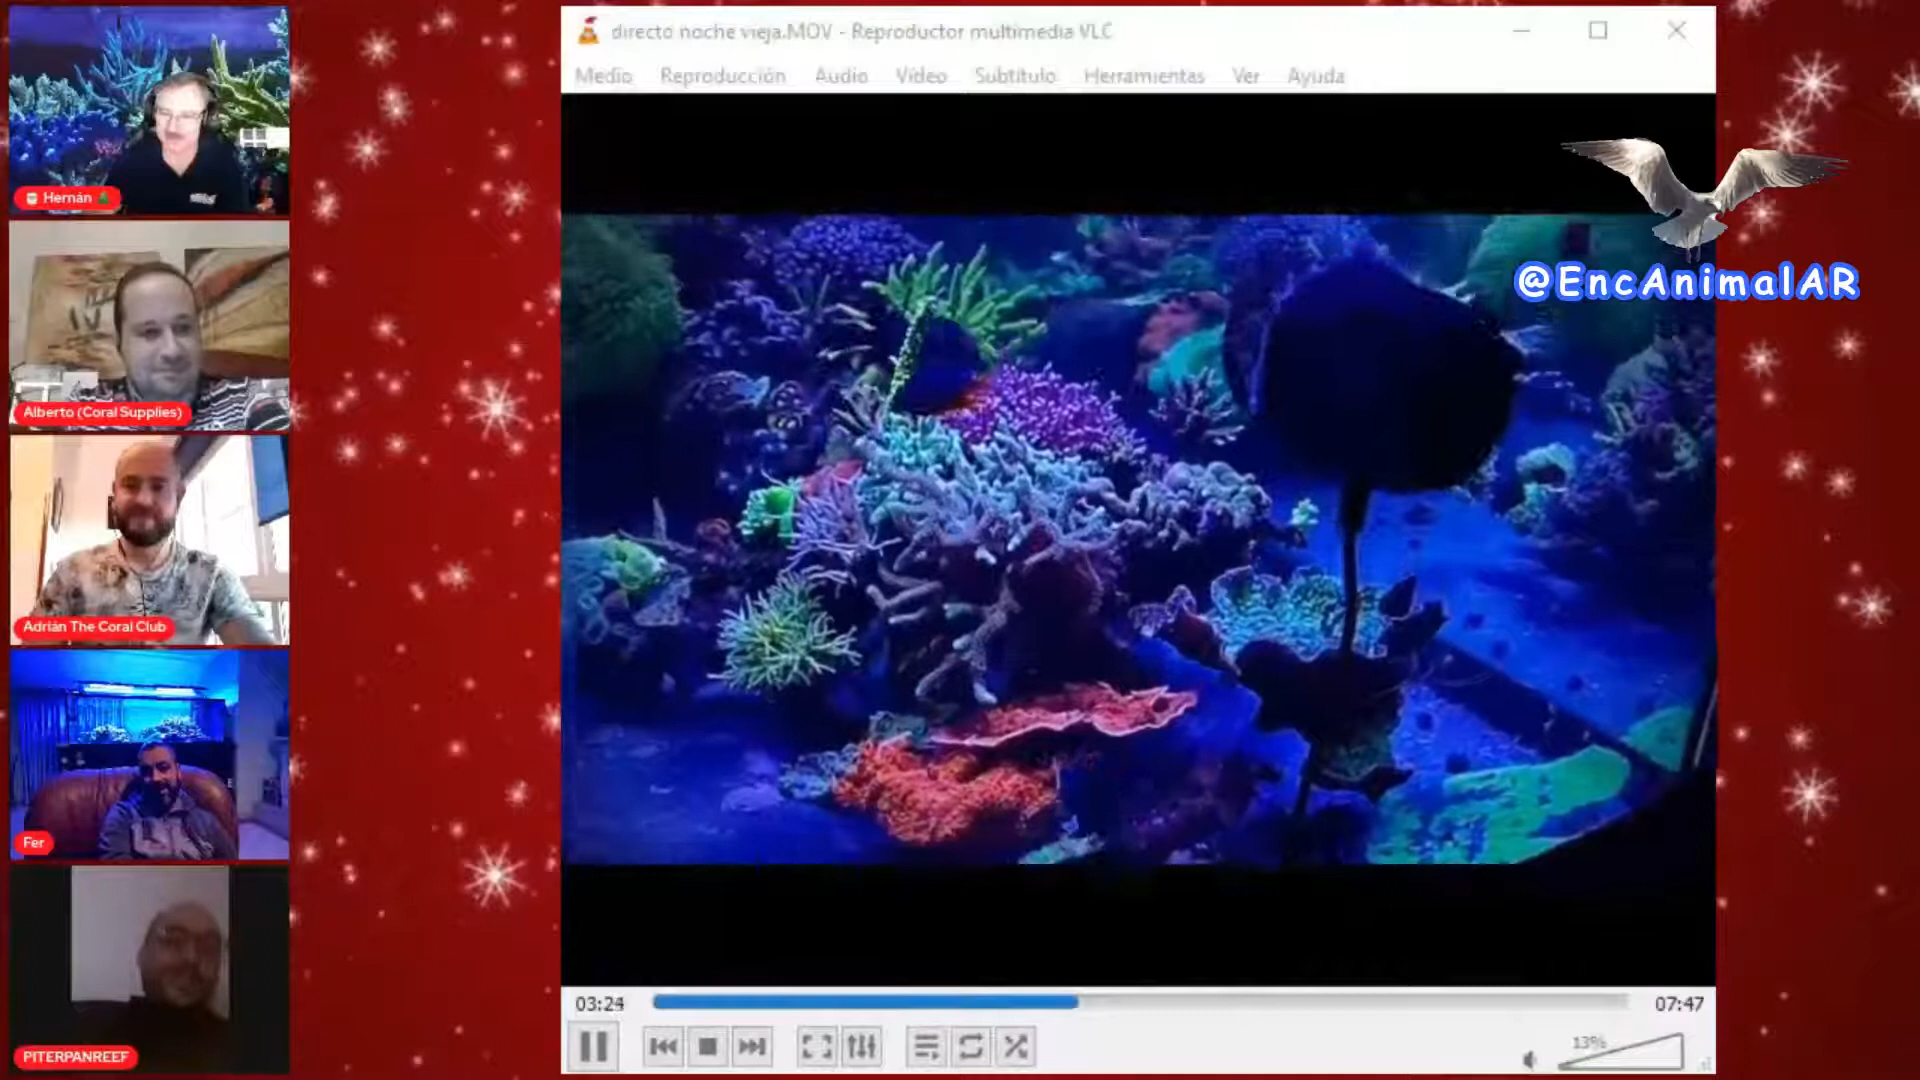 directo noche vieja.MOV - Reproductor multimedia VLC
Medio Reproducción Audio Vídeo Subtítulo Herramientas Ver Ayuda
@EncAnimalAR
Hernán
Alberto (Coral Supplies)
Adrián The Coral Club
Fer
PITERPANREEF
03:24
07:47
13%